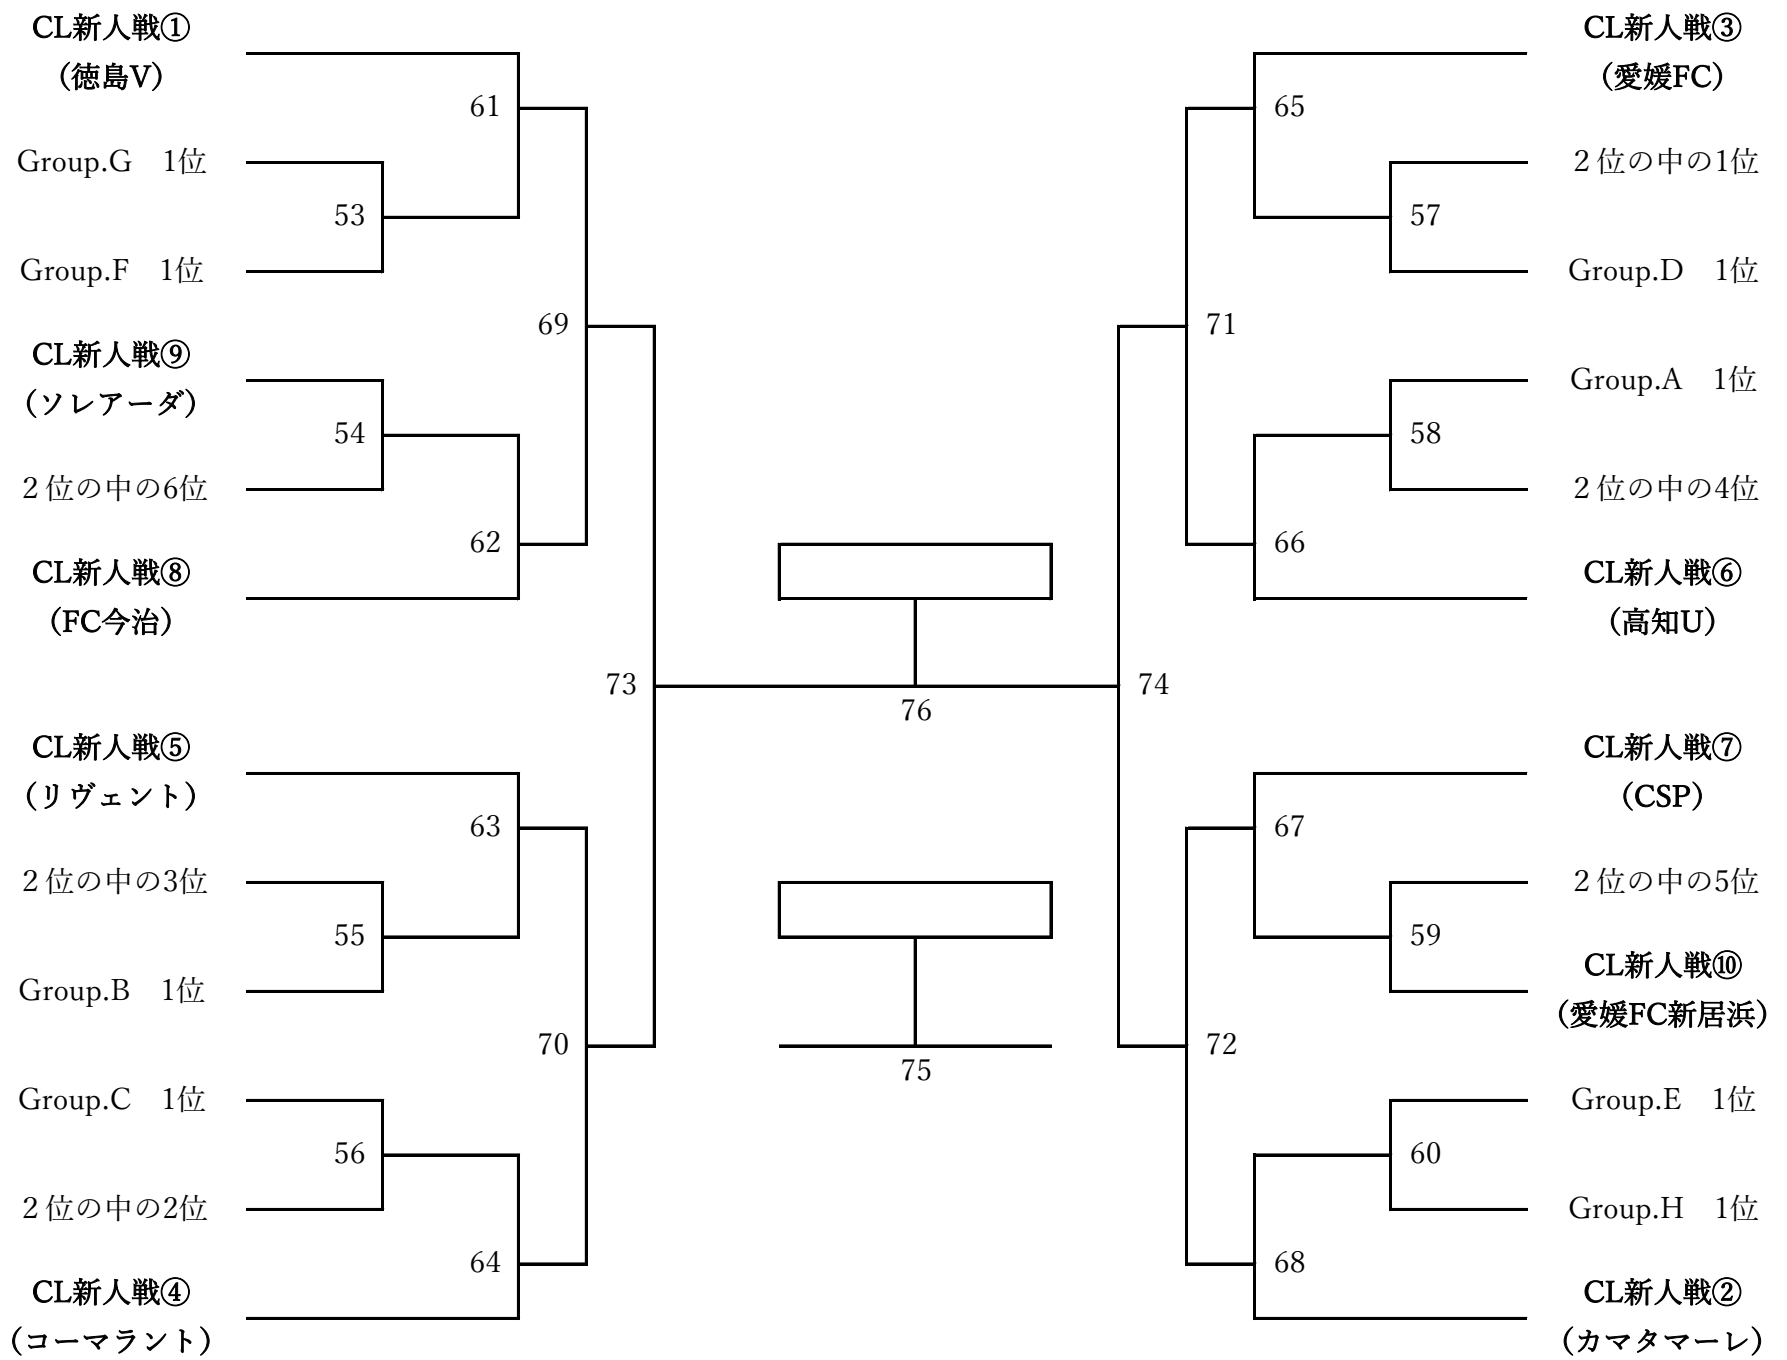 CL新人戦①
（徳島V）
61
Group.G　1位
53
Group.F　1位
69
CL新人戦⑨
（ソレアーダ）
54
２位の中の6位
62
CL新人戦⑧
（FC今治）
73
CL新人戦⑤
（リヴェント）
63
２位の中の3位
55
Group.B　1位
70
Group.C　1位
56
２位の中の2位
64
CL新人戦④
（コーマラント）
76
75
CL新人戦③
（愛媛FC）
65
２位の中の1位
57
Group.D　1位
71
Group.A　1位
58
２位の中の4位
66
CL新人戦⑥
（高知U）
74
CL新人戦⑦
（CSP）
67
２位の中の5位
59
CL新人戦⑩
（愛媛FC新居浜）
72
Group.E　1位
60
Group.H　1位
68
CL新人戦②
（カマタマーレ）